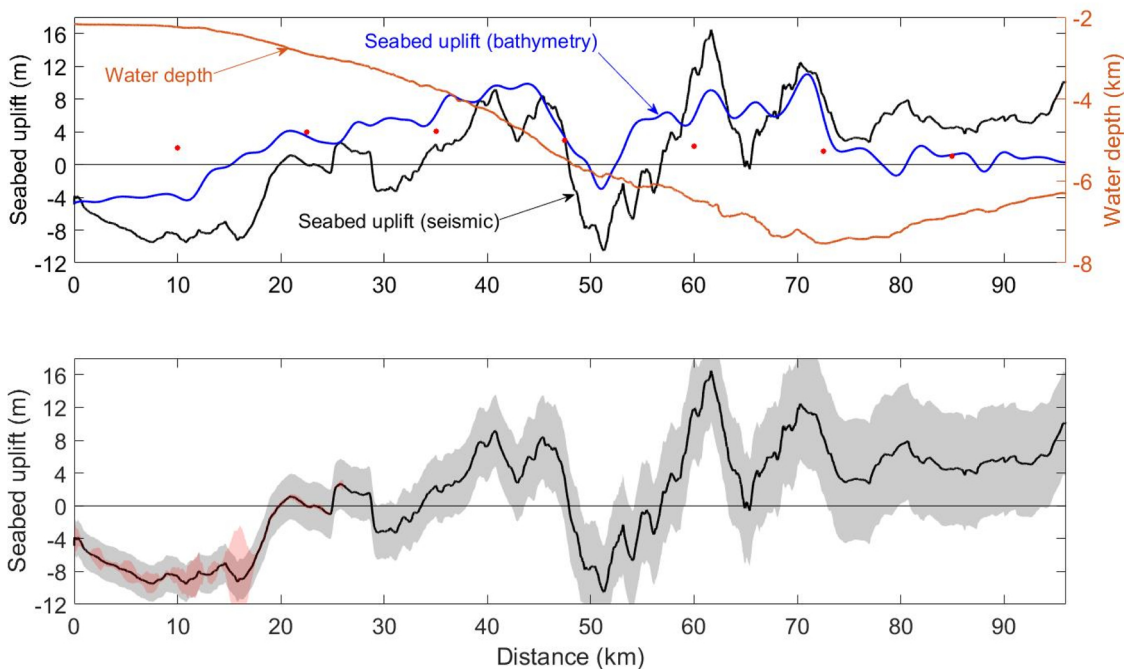 16
12
8
4
0
-4
-8
-12
Seabed uplift (m)
Seabed uplift (bathymetry)
Water depth
Seabed uplift (seismic)
-2
-4
-6
-8
Water depth (km)
0 10 20 30 40 50 60 70 80 90
16
12
8
4
0
-4
-8
-12
Seabed uplift (m)
0 10 20 30 40 50 60 70 80 90
Distance (km)